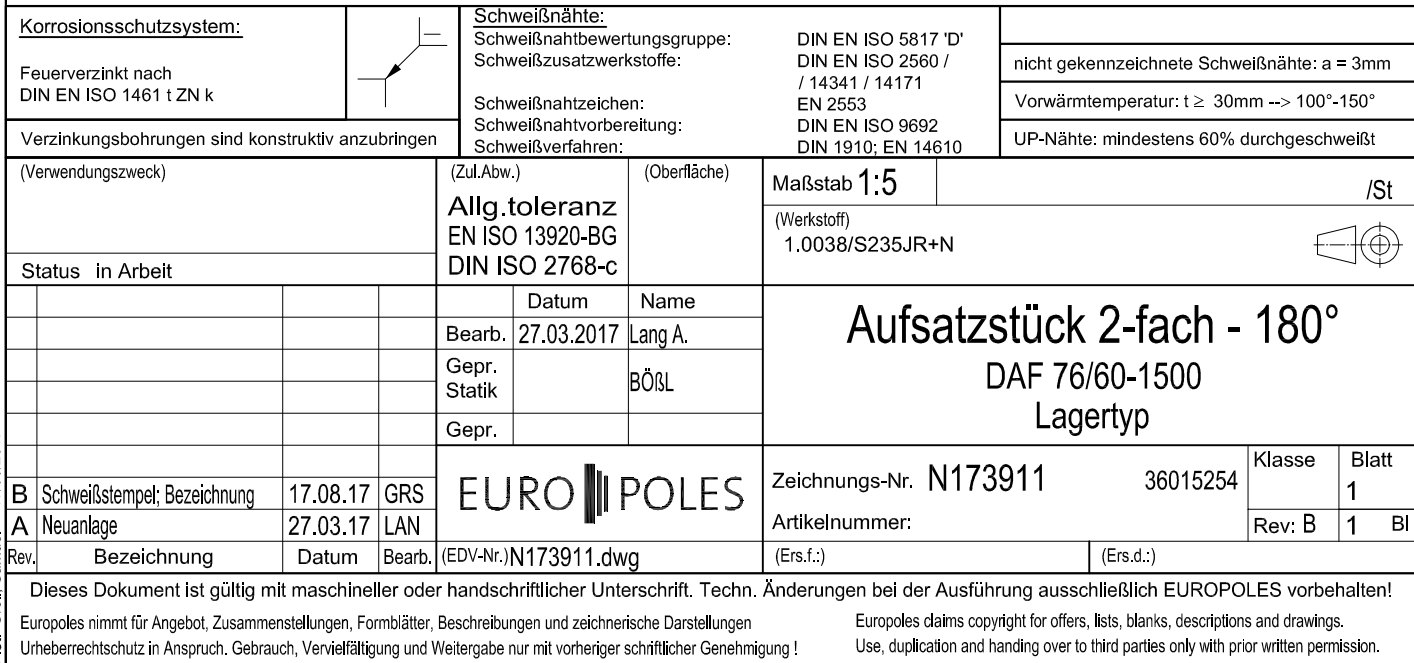 Korrosionsschutzsystem:
Feuerverzinkt nach
DIN EN ISO 1461 t ZN k
Verzinkungsbohrungen sind konstruktiv anzubringen
Schweißnähte:
Schweißnahtbewertungsgruppe: DIN EN ISO 5817 'D'
Schweißzusatzwerkstoffe: DIN EN ISO 2560 /
/ 14341 / 14171
Schweißnahtzeichen: EN 2553
Schweißnahtvorbereitung: DIN EN ISO 9692
Schweißverfahren: DIN 1910; EN 14610
nicht gekennzeichnete Schweißnähte: a = 3mm
Vorwärmtemperatur: t ≥ 30mm --> 100°-150°
UP-Nähte: mindestens 60% durchgeschweißt
(Verwendungszweck)
Status in Arbeit
(Zul.Abw.)
Allg.toleranz
EN ISO 13920-BG
DIN ISO 2768-c
(Oberfläche)
Maßstab 1:5
/St
(Werkstoff)
1.0038/S235JR+N
Datum Name
Bearb. 27.03.2017 Lang A.
Gepr.
Statik BÖßL
Gepr.
Aufsatzstück 2-fach - 180°
DAF 76/60-1500
Lagertyp
B Schweißstempel; Bezeichnung 17.08.17 GRS
A Neuanlage 27.03.17 LAN
Rev. Bezeichnung Datum Bearb.
EURO POLES
(EDV-Nr.) N173911.dwg
Zeichnungs-Nr. N173911 36015254
Artikelnummer:
Klasse Blatt
1
Rev: B 1 Bl
(Ers.f.:) (Ers.d.:)
Dieses Dokument ist gültig mit maschineller oder handschriftlicher Unterschrift. Techn. Änderungen bei der Ausführung ausschließlich EUROPOLES vorbehalten!
Europoles nimmt für Angebot, Zusammenstellungen, Formblätter, Beschreibungen und zeichnerische Darstellungen
Urheberrechtschutz in Anspruch. Gebrauch, Vervielfältigung und Weitergabe nur mit vorheriger schriftlicher Genehmigung !
Europoles claims copyright for offers, lists, blanks, descriptions and drawings.
Use, duplication and handing over to third parties only with prior written permission.